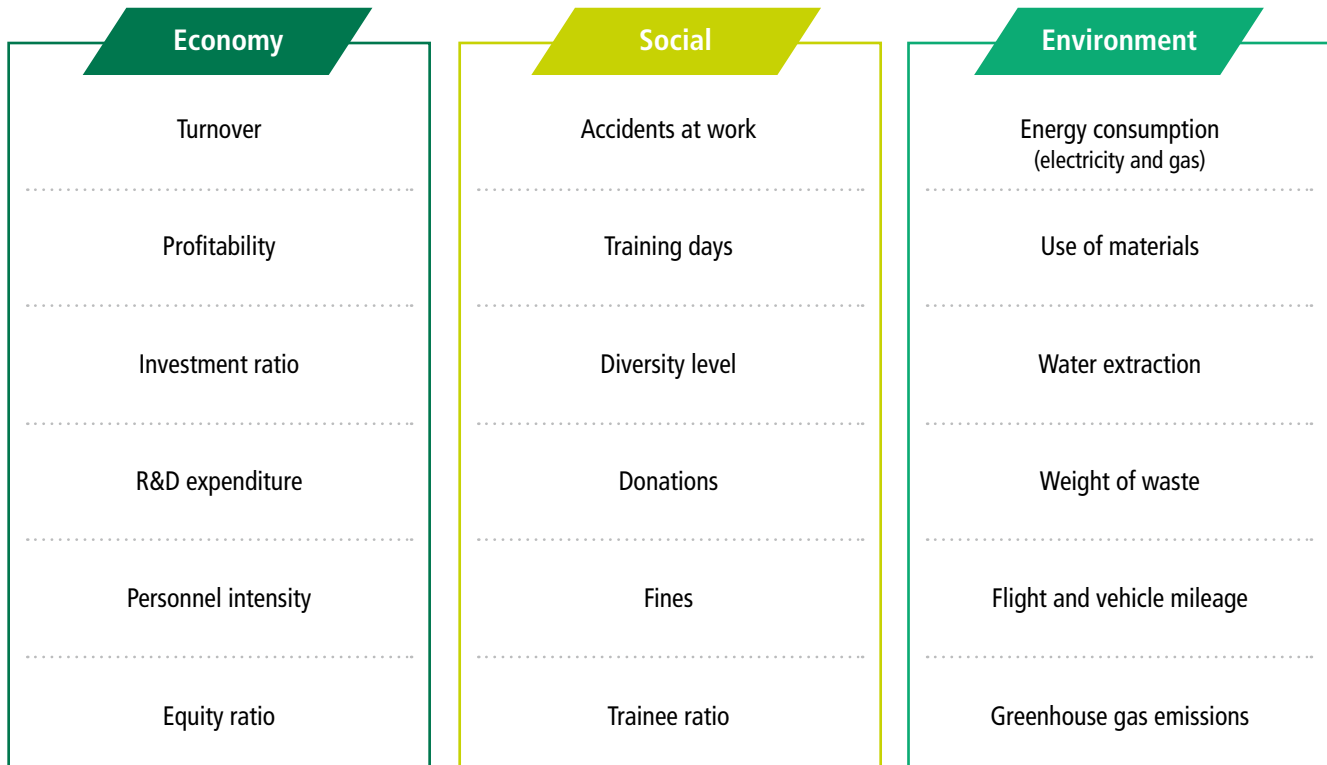 Economy
Turnover
Profitability
Investment ratio
R&D expenditure
Personnel intensity
Equity ratio
Social
Accidents at work
Training days
Diversity level
Donations
Fines
Trainee ratio
Environment
Energy consumption
(electricity and gas)
Use of materials
Water extraction
Weight of waste
Flight and vehicle mileage
Greenhouse gas emissions